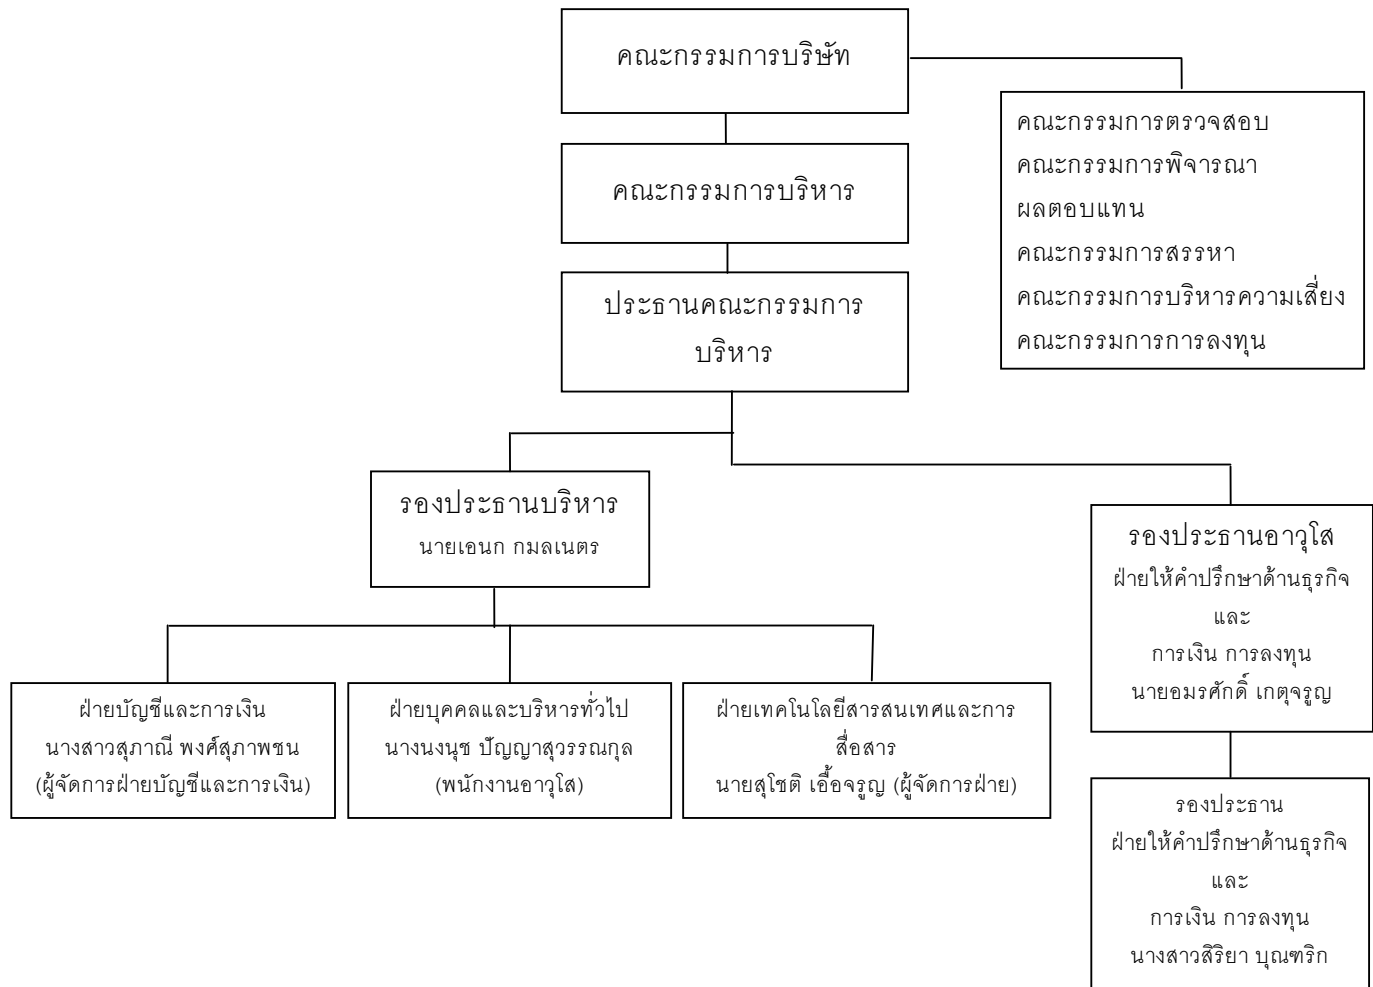 คณะกรรมการบริษัท
คณะกรรมการตรวจสอบ
คณะกรรมการพิจารณา
ผลตอบแทน
คณะกรรมการสรรหา
คณะกรรมการบริหารความเสี่ยง
คณะกรรมการการลงทุน
คณะกรรมการบริหาร
ประธานคณะกรรมการ
บริหาร
รองประธานบริหาร
นายเอนก กมลเนตร
รองประธานอาวุโส
ฝ่ายให้คำปรึกษาด้านธุรกิจ
และ
การเงิน การลงทุน
นายอมรศักดิ์ เกตุจรูญ
ฝ่ายบัญชีและการเงิน
นางสาวสุภาณี พงศ์สุภาพชน
(ผู้จัดการฝ่ายบัญชีและการเงิน)
ฝ่ายบุคคลและบริหารทั่วไป
นางนงนุช ปัญญาสุวรรณกุล
(พนักงานอาวุโส)
ฝ่ายเทคโนโลยีสารสนเทศและการ
สื่อสาร
นายสุโชติ เอื้อจรูญ (ผู้จัดการฝ่าย)
รองประธาน
ฝ่ายให้คำปรึกษาด้านธุรกิจ
และ
การเงิน การลงทุน
นางสาวสิริยา บุณฑริก